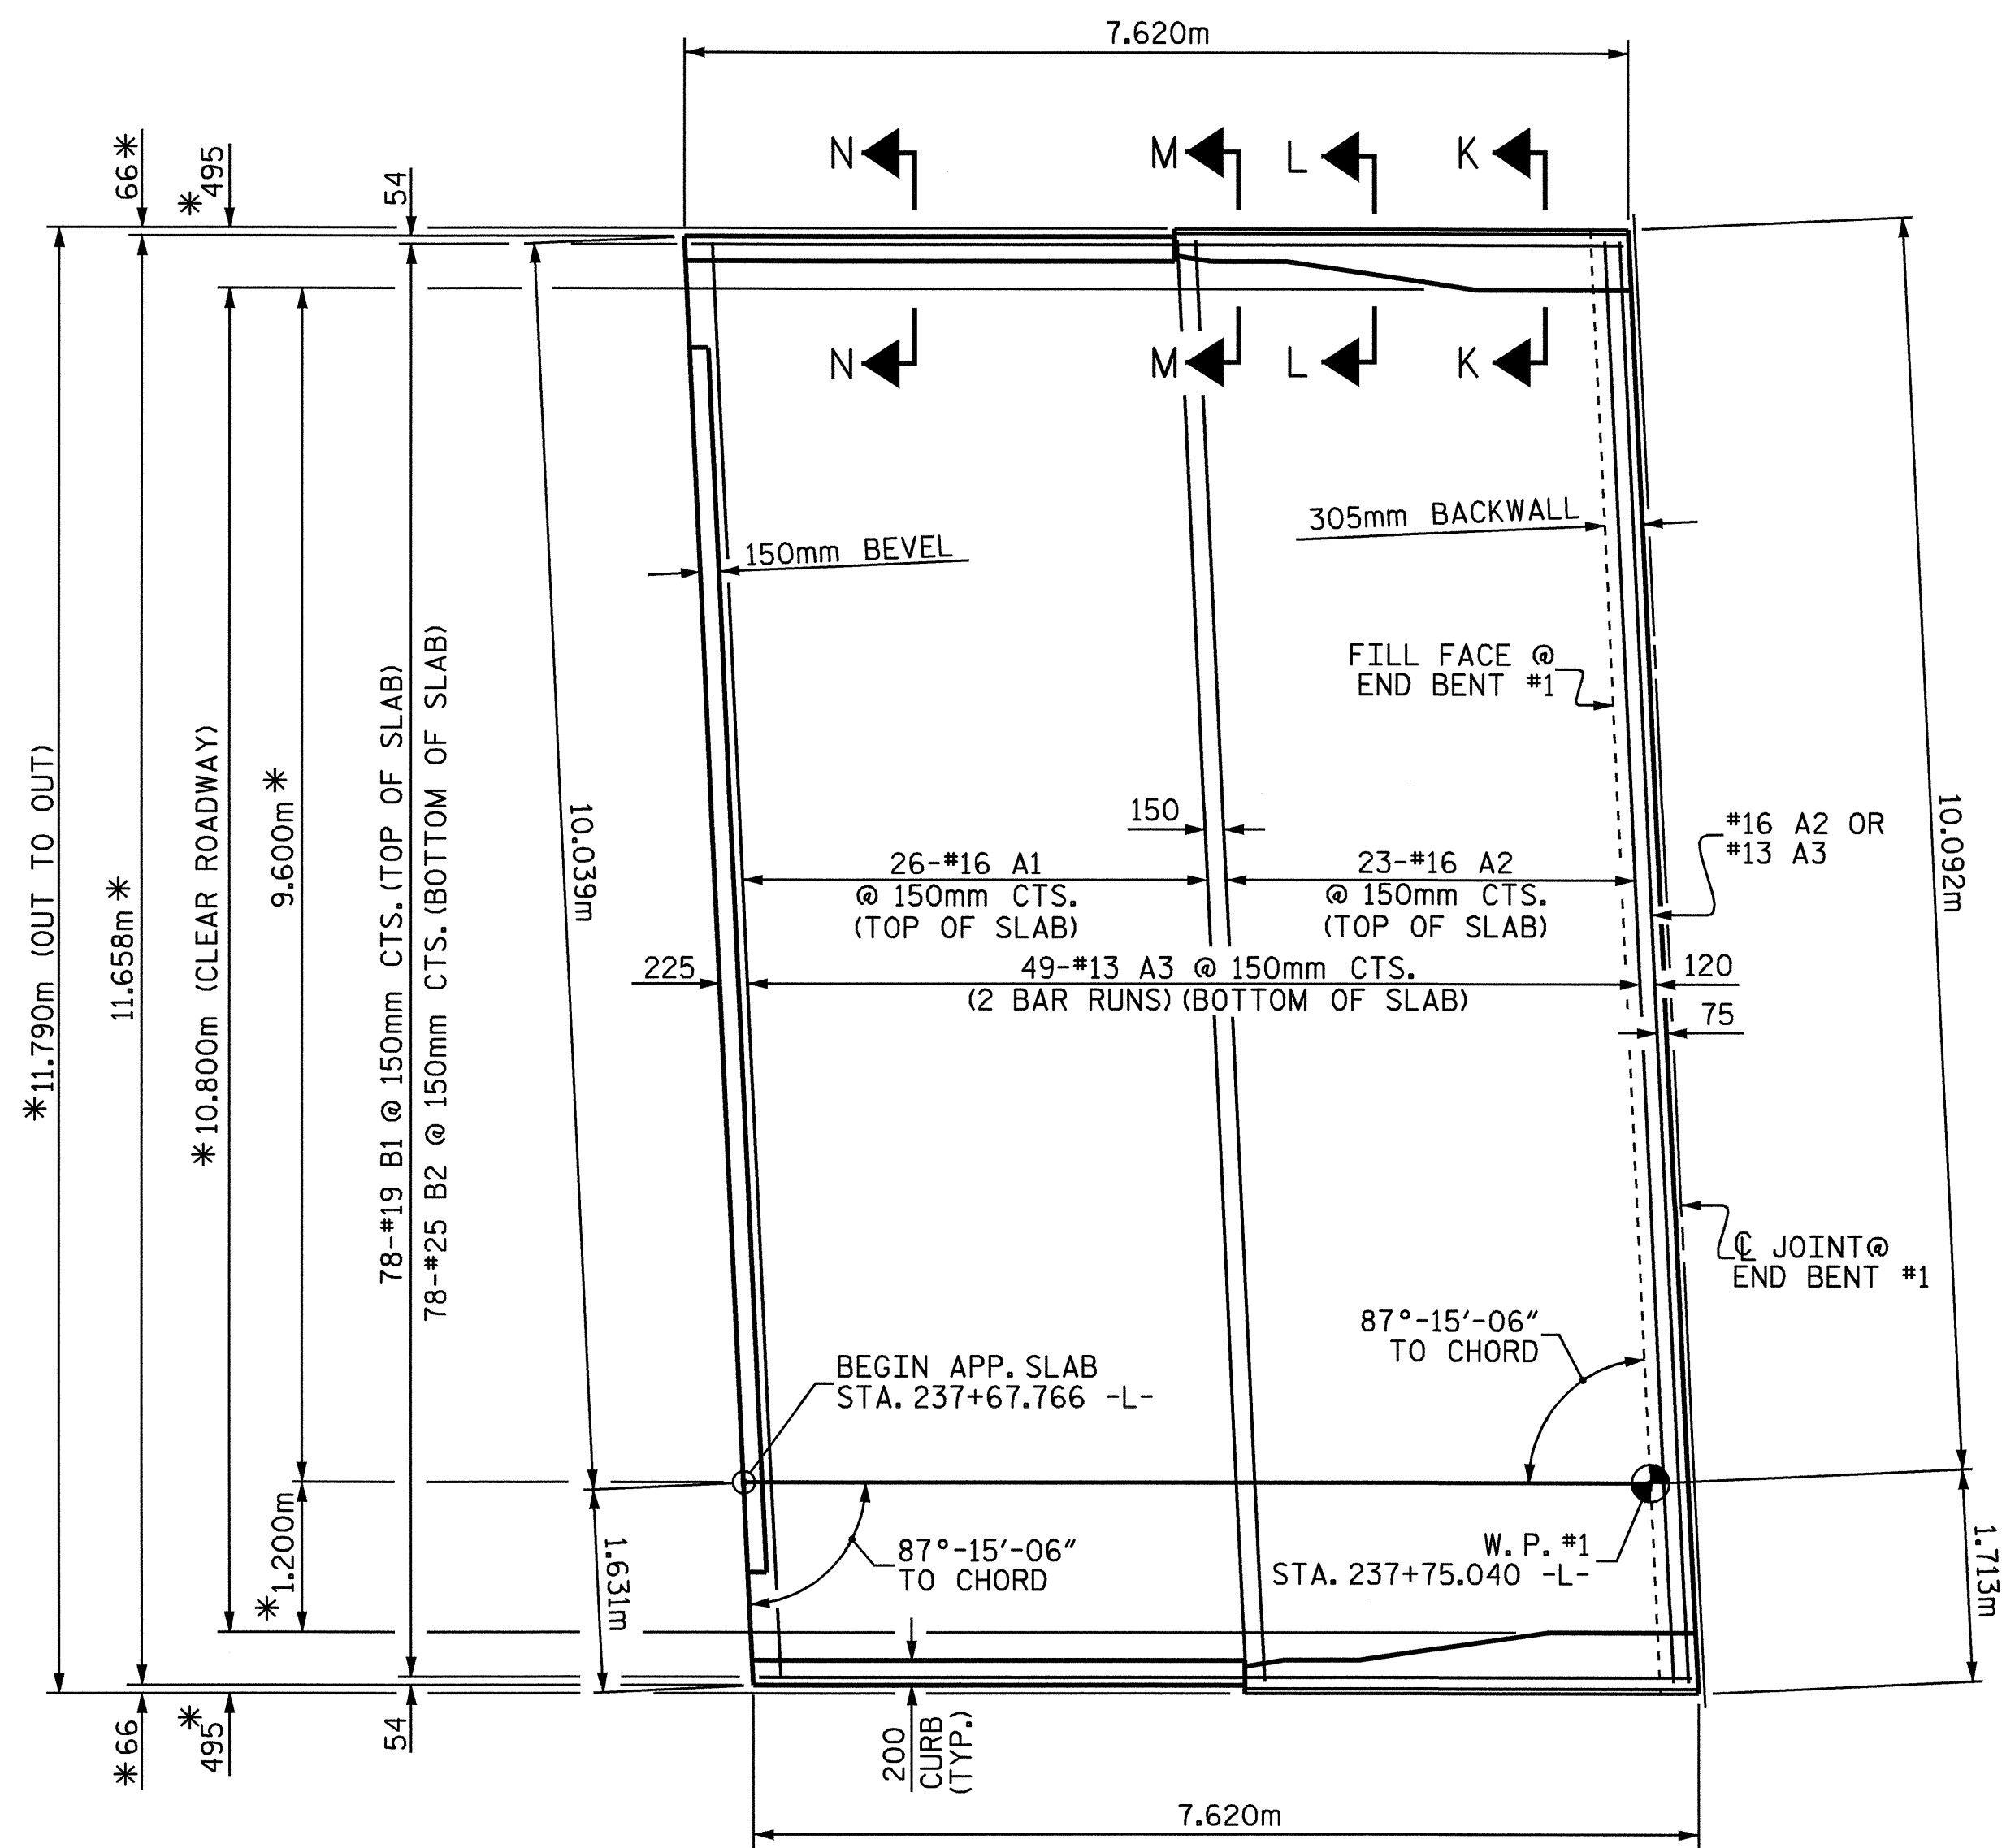 7.620m
66*
*495
54
N
M
L
K
N
M
L
K
305mm BACKWALL
150mm BEVEL
FILL FACE @
END BENT #1
*11.790m (OUT TO OUT)
11.658m*
*10.800m (CLEAR ROADWAY)
9.600m*
78-#19 B1 @ 150mm CTS. (TOP OF SLAB)
78-#25 B2 @ 150mm CTS. (BOTTOM OF SLAB)
10.039m
150
26-#16 A1
@ 150mm CTS.
(TOP OF SLAB)
23-#16 A2
@ 150mm CTS.
(TOP OF SLAB)
#16 A2 OR
#13 A3
10.092m
225
49-#13 A3 @ 150mm CTS.
(2 BAR RUNS) (BOTTOM OF SLAB)
120
75
℄ JOINT @
END BENT #1
87°-15′-06″
TO CHORD
BEGIN APP. SLAB
STA. 237+67.766 -L-
*1.200m
1.631m
87°-15′-06″
TO CHORD
W.P. #1
STA. 237+75.040 -L-
1.713m
*66
*495
54
200
CURB
(TYP.)
7.620m